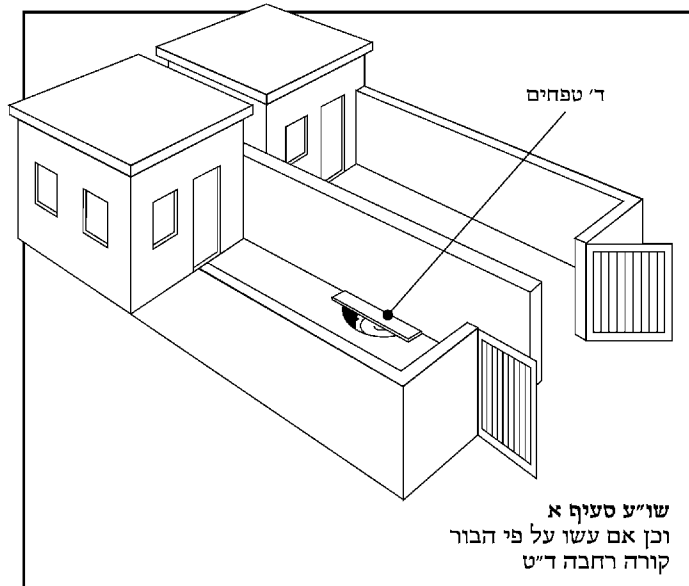 ד׳ טפחים
שו״ע סעיף א
וכן אם עשו על פי הבור
קורה רחבה ד״ט